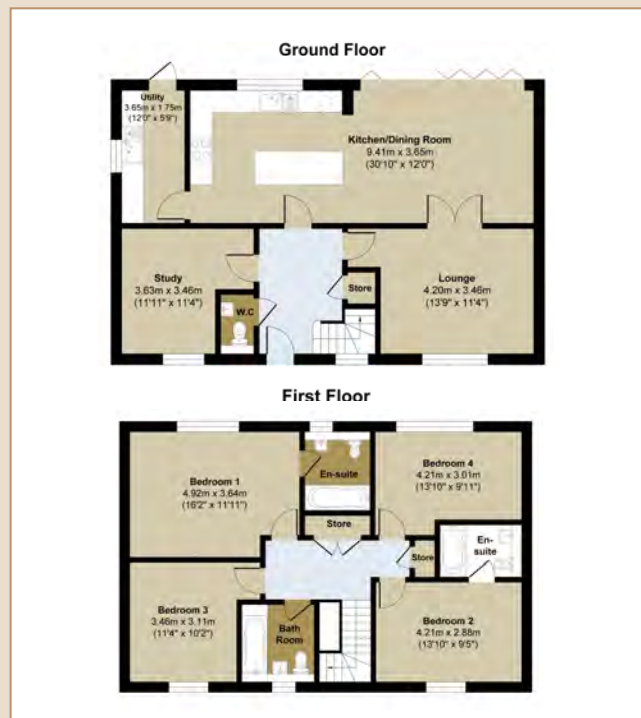 Ground Floor
Utility
3.65m x 1.75m
(12'0" x 5'9")
Kitchen/Dining Room
9.41m x 3.65m
(30'10" x 12'0")
Study
3.63m x 3.46m
(11'11" x 11'4")
W.C
Store
Lounge
4.20m x 3.46m
(13'9" x 11'4")
First Floor
Bedroom 1
4.92m x 3.64m
(16'2" x 11'11")
En-suite
Bedroom 4
4.21m x 3.01m
(13'10" x 9'11")
Store
Store
En-
suite
Bedroom 3
3.46m x 3.11m
(11'4" x 10'2")
Bath
Room
Bedroom 2
4.21m x 2.88m
(13'10" x 9'5")